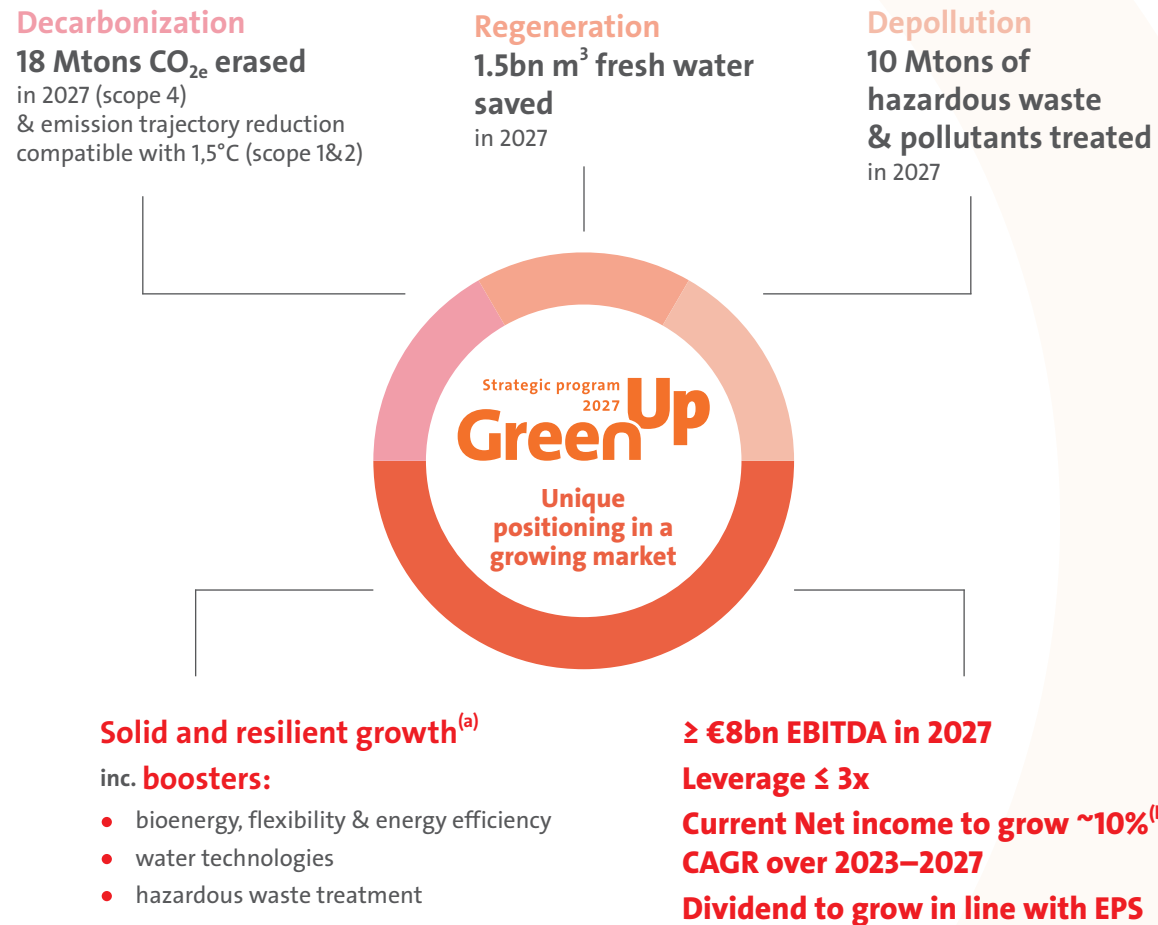 Decarbonization
18 Mtons CO2e erased
in 2027 (scope 4)
& emission trajectory reduction
compatible with 1,5°C (scope 1&2)
Regeneration
1.5bn m³ fresh water
saved
in 2027
Depollution
10 Mtons of
hazardous waste
& pollutants treated
in 2027
Strategic program
2027
GreenUp
Unique
positioning in a
growing market
Solid and resilient growth(a)
inc. boosters:
• bioenergy, flexibility & energy efficiency
• water technologies
• hazardous waste treatment
≥ €8bn EBITDA in 2027
Leverage ≤ 3x
Current Net income to grow ~10%
CAGR over 2023–2027
Dividend to grow in line with EPS